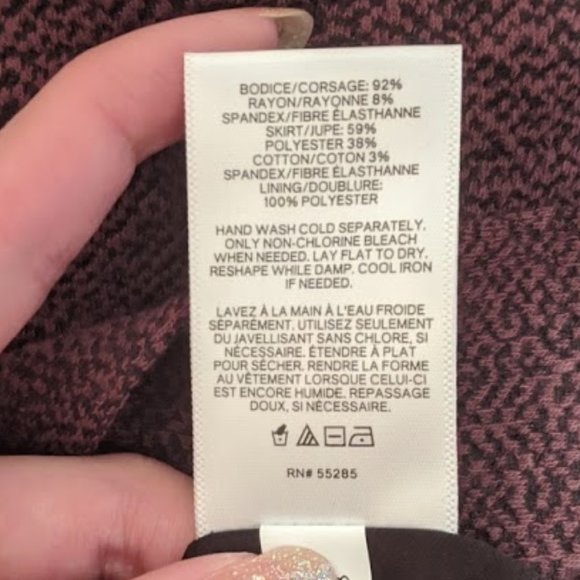 BODICE/CORSAGE: 92%
RAYON/RAYONNE 8%
SPANDEX/FIBRE ÉLASTHANNE
SKIRT/JUPE: 59%
POLYESTER 38%
COTTON/COTON 3%
SPANDEX/FIBRE ÉLASTHANNE
LINING/DOUBLURE:
100% POLYESTER
HAND WASH COLD SEPARATELY.
ONLY NON-CHLORINE BLEACH
WHEN NEEDED. LAY FLAT TO DRY.
RESHAPE WHILE DAMP. COOL IRON
IF NEEDED.
LAVEZ À LA MAIN À L'EAU FROIDE
SÉPARÉMENT. UTILISEZ SEULEMENT
DU JAVELLISANT SANS CHLORE, SI
NÉCESSAIRE. ÉTENDRE À PLAT
POUR SÉCHER. RENDRE LA FORME
AU VÊTEMENT LORSQUE CELUI-CI
EST ENCORE HUMIDE. REPASSAGE
DOUX, SI NÉCESSAIRE.
RN# 55285